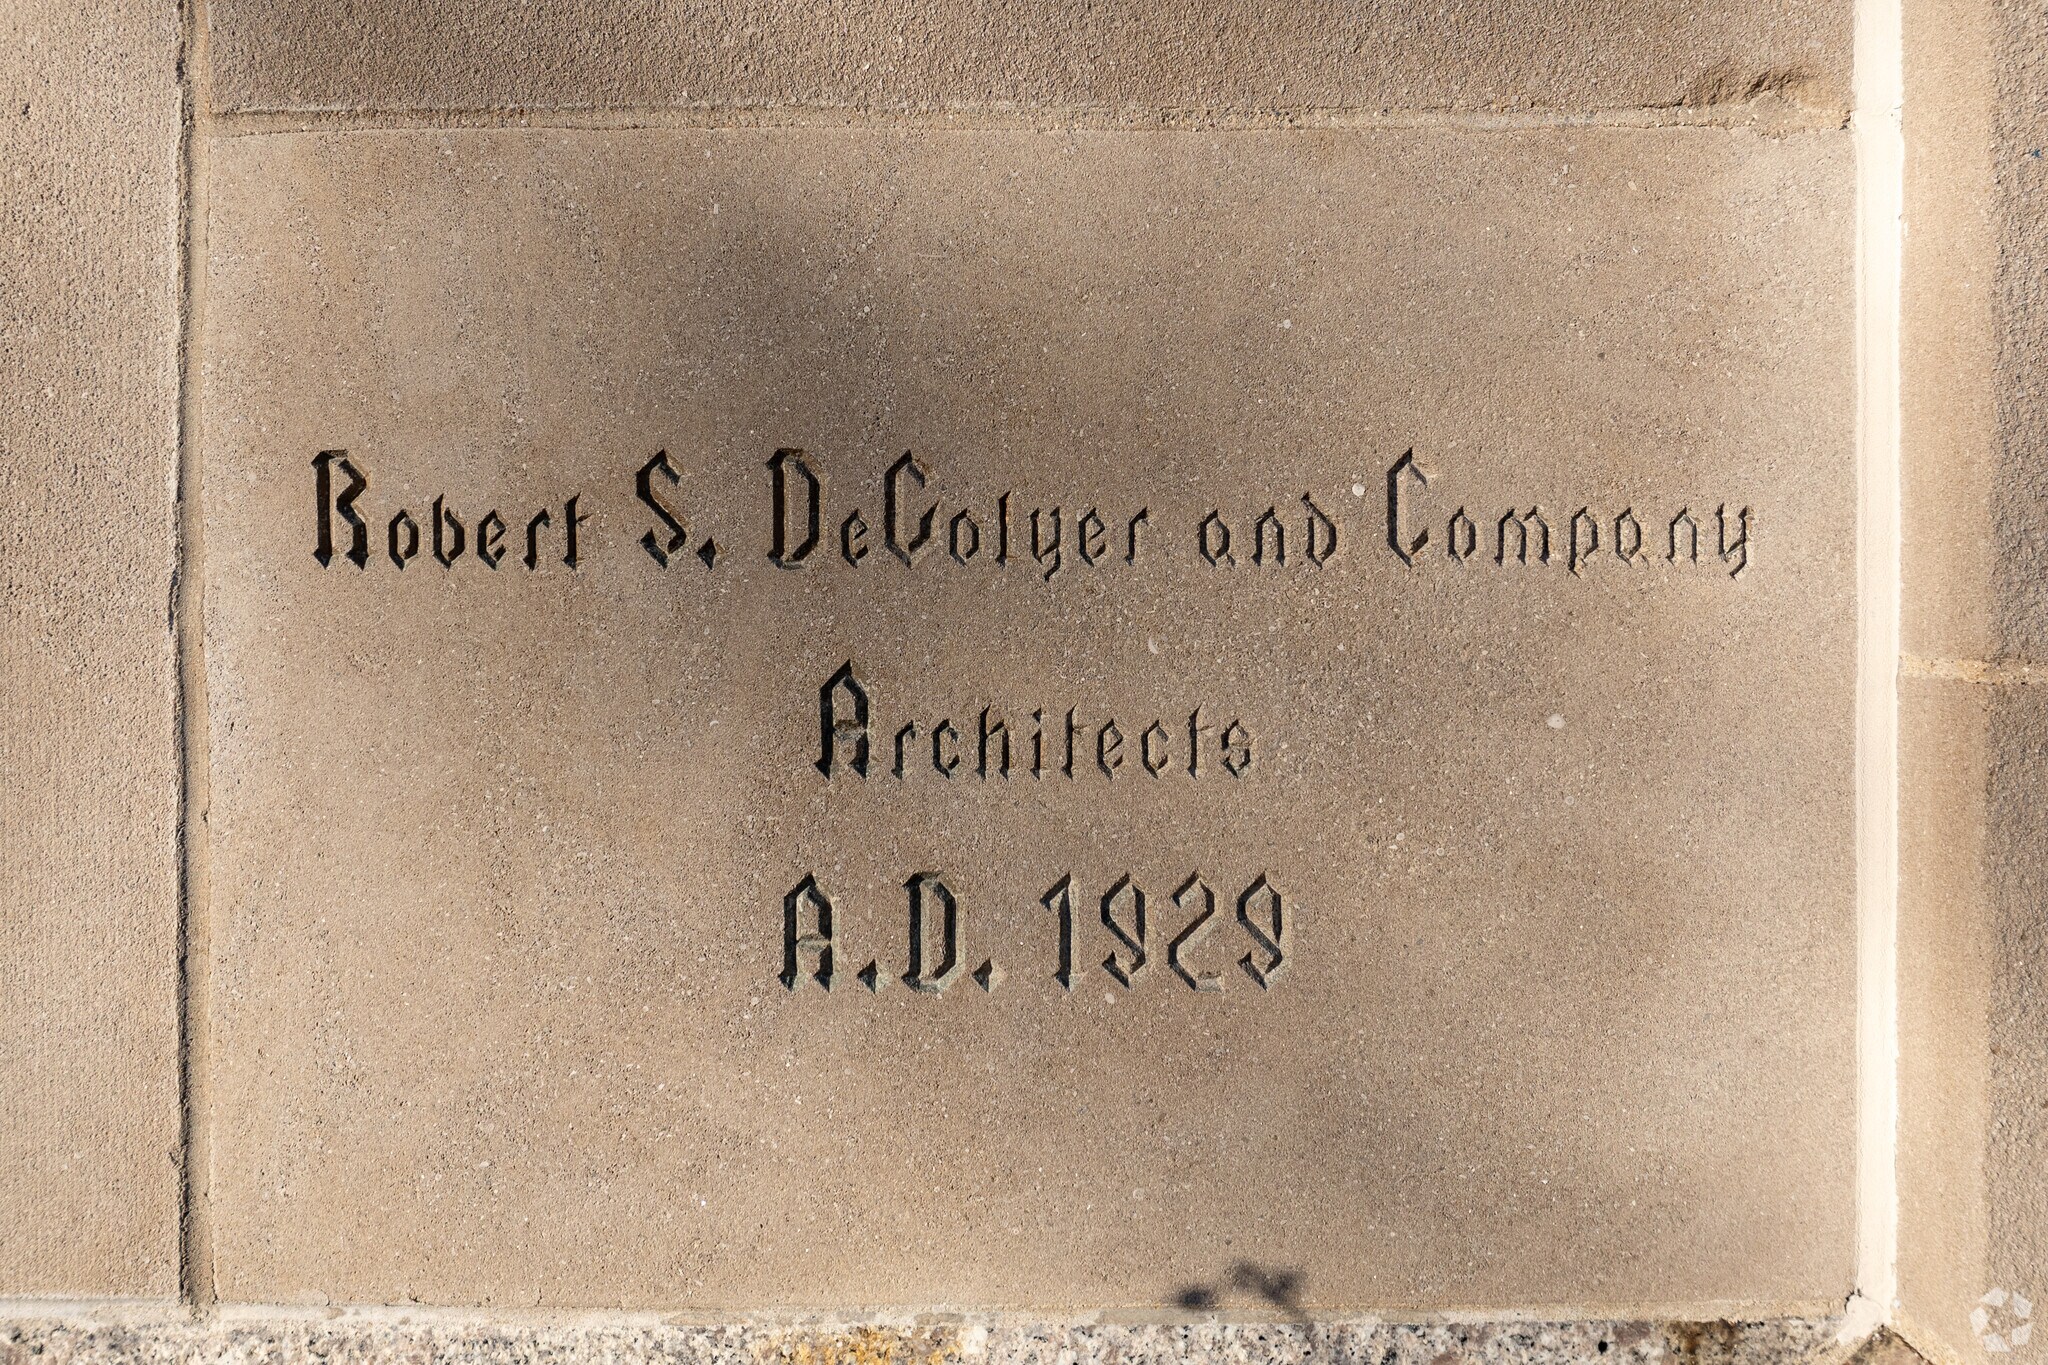 Robert S. DeGolyer and Company
Architects
A.D. 1929